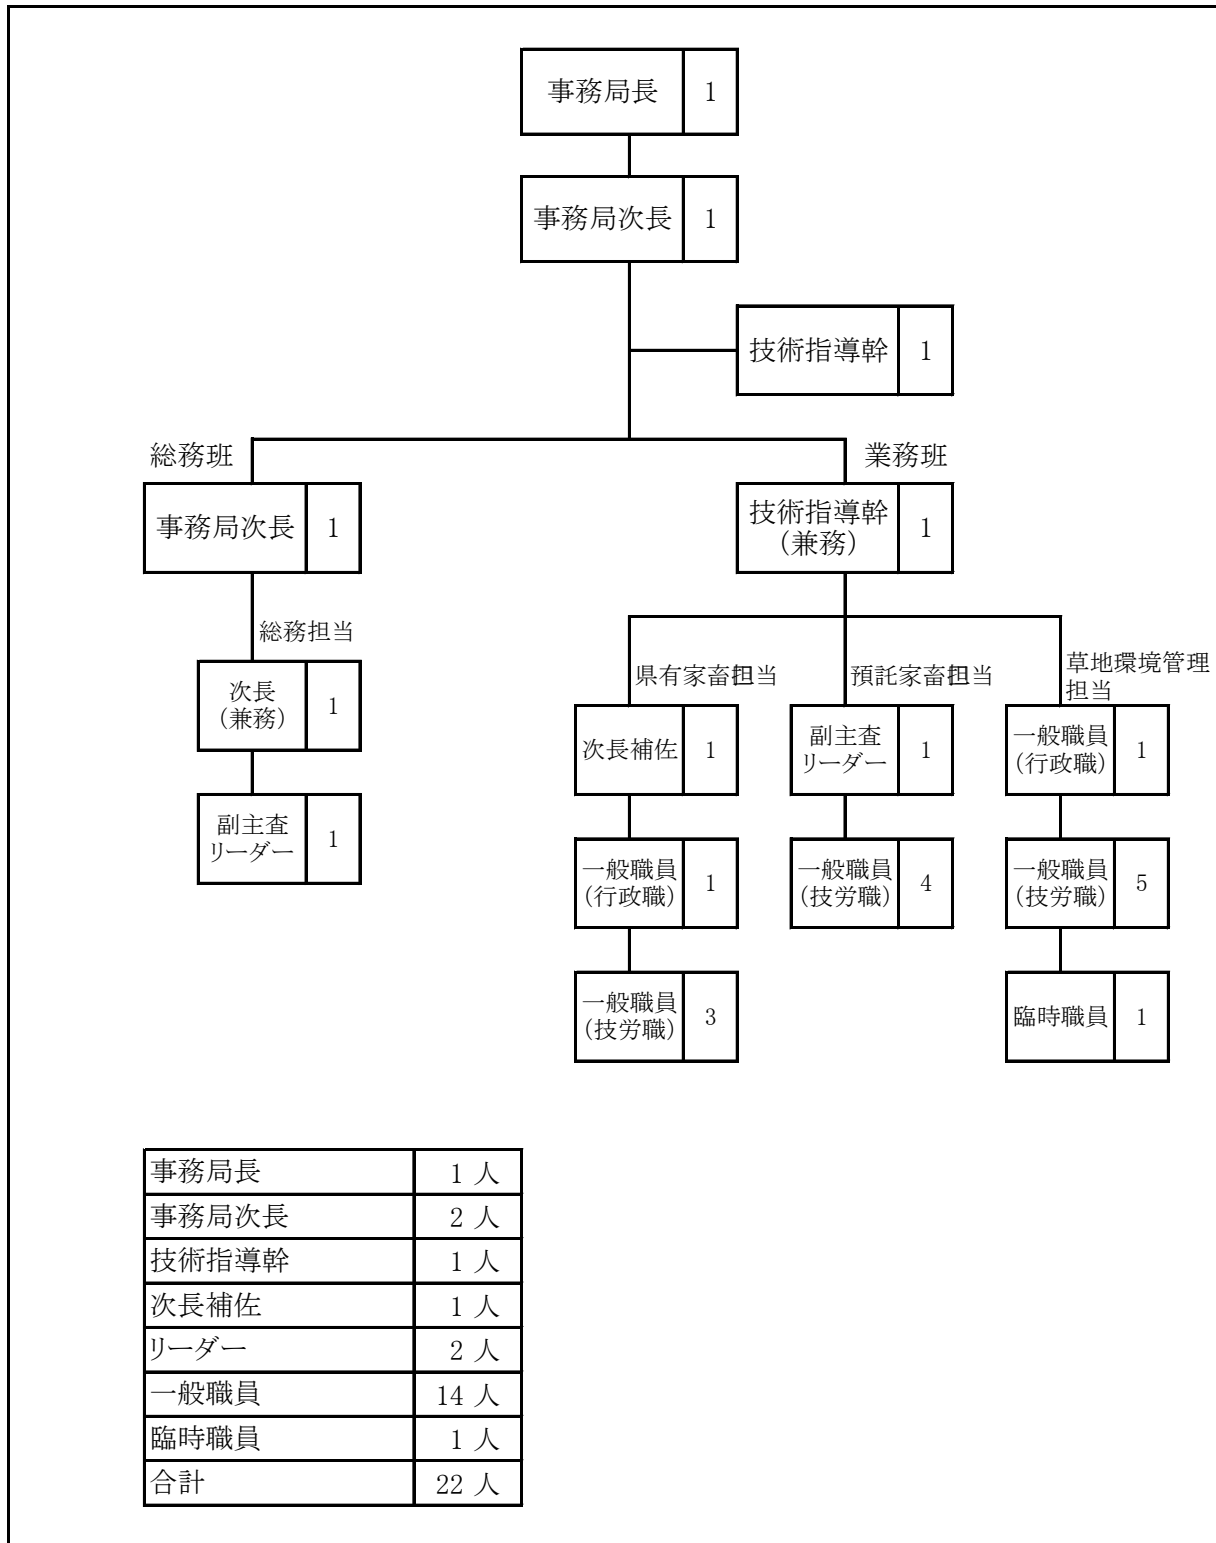 事務局長 1
事務局次長 1
技術指導幹 1
総務班
業務班
事務局次長 1
技術指導幹
（兼務）
1
総務担当
次長
（兼務）
1
副主査
リーダー
1
県有家畜担当
預託家畜担当
草地環境管理
担当
次長補佐 1
副主査
リーダー
1
一般職員
(行政職)
1
一般職員
(行政職)
1
一般職員
(技労職)
4
一般職員
(技労職)
5
一般職員
(技労職)
3
臨時職員 1
事務局長 1 人
事務局次長 2 人
技術指導幹 1 人
次長補佐 1 人
リーダー 2 人
一般職員 14 人
臨時職員 1 人
合計 22 人